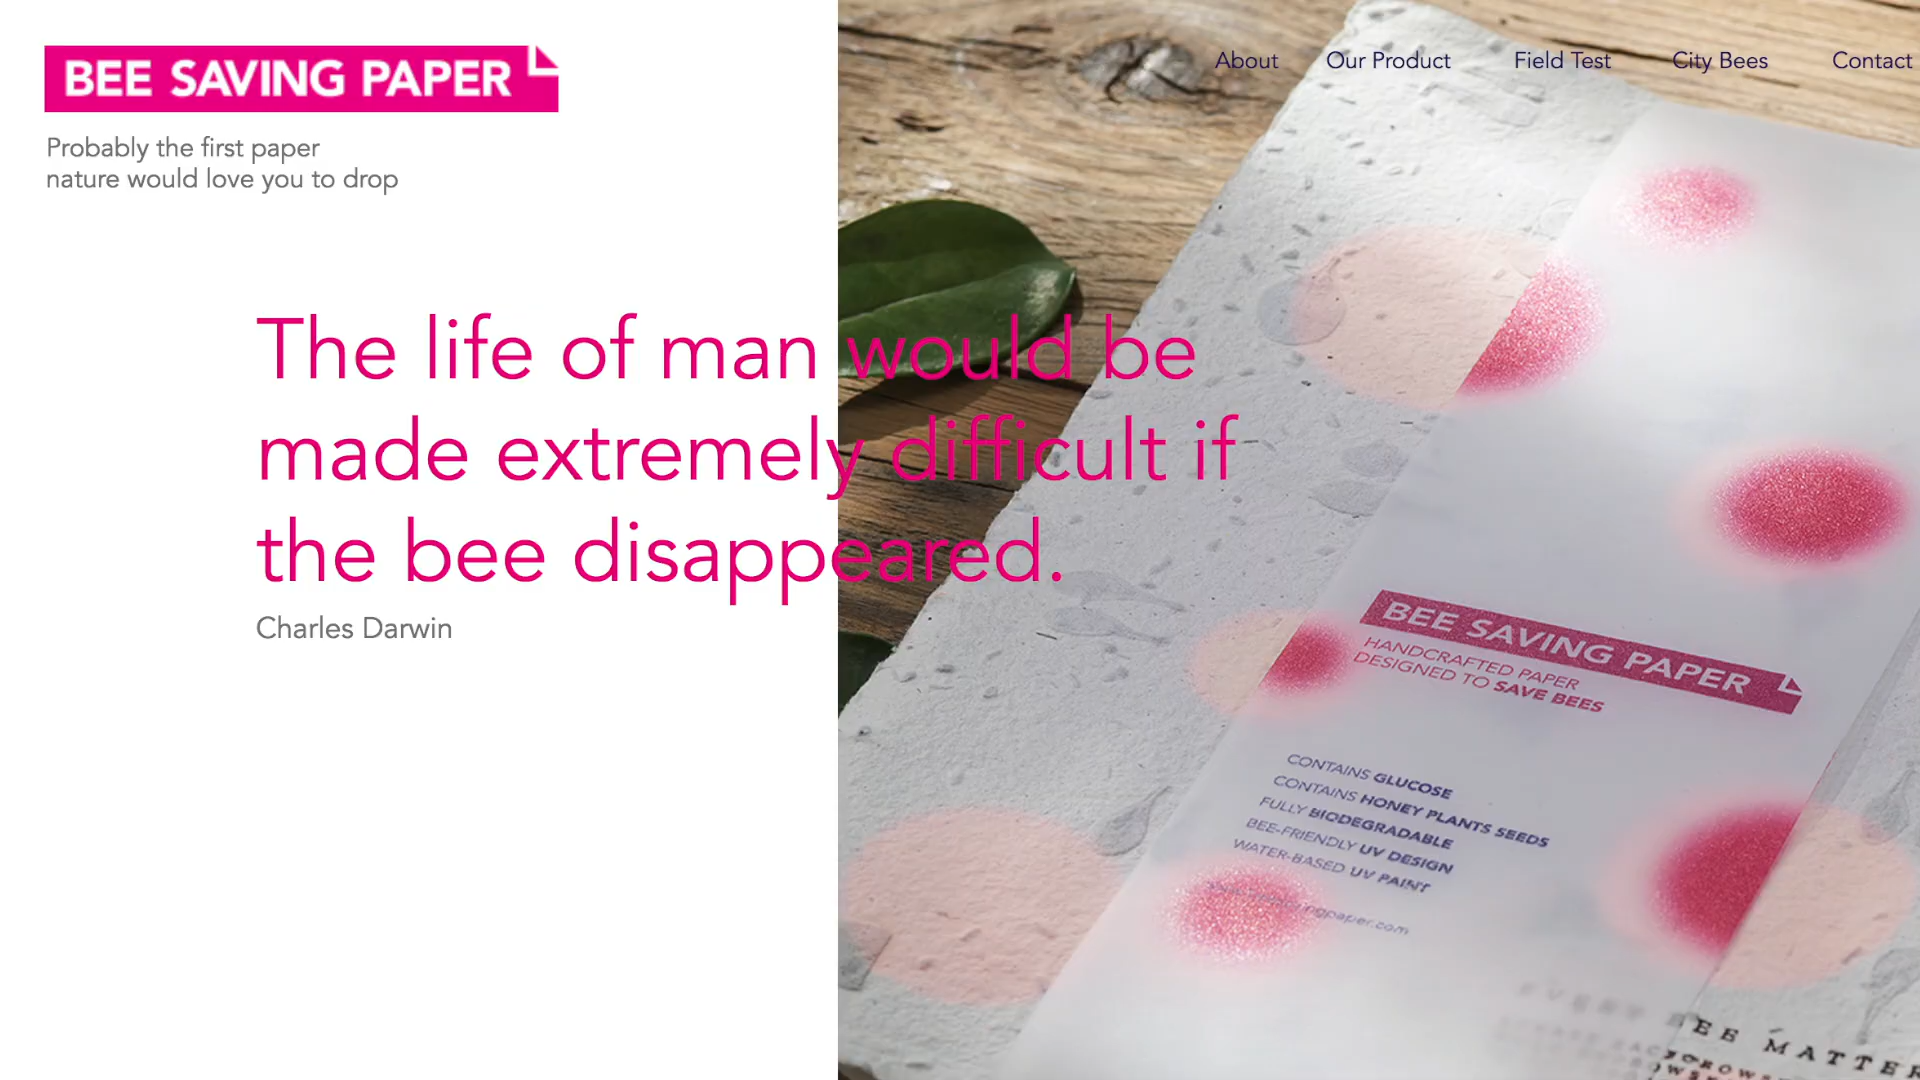 BEE SAVING PAPER
Probably the first paper
nature would love you to drop
About
Our Product
Field Test
City Bees
Contact
The life of man would be
made extremely difficult if
the bee disappeared.
Charles Darwin
BEE SAVING PAPER
HANDCRAFTED PAPER
DESIGNED TO SAVE BEES
CONTAINS GLUCOSE
CONTAINS HONEY PLANTS SEEDS
FULLY BIODEGRADABLE
BEE-FRIENDLY UV DESIGN
WATER-BASED UV PAINT